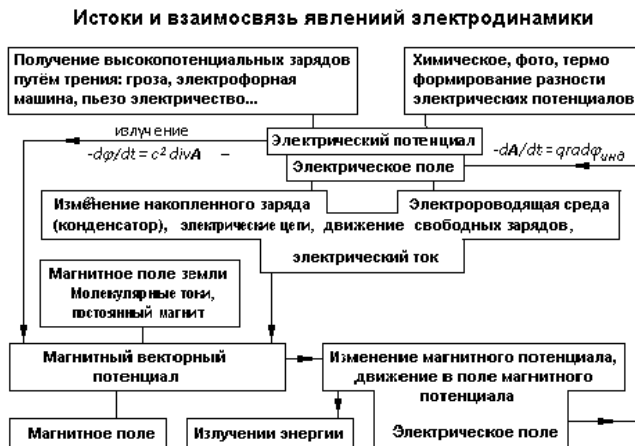 Истоки и взаимосвязь явлениий электродинамики
Получение высокопотенциальных зарядов
путём трения: гроза, электрофорная
машина, пьезо электричество...
Химическое, фото, термо
формирование разности
электрических потенциалов
излучение
-dφ/dt = c² divA –
Электрический потенциал
Электрическое поле
-dA/dt = gradφинд
Изменение накопленного заряда
(конденсатор), электрические цепи, движение свободных зарядов,
Электророводящая среда
электрический ток
Магнитное поле земли
Молекулярные токи,
постоянный магнит
Магнитный векторный
потенциал
Изменение магнитного потенциала,
движение в поле магнитного
потенциала
Магнитное поле
Излучении энергии
Электрическое поле